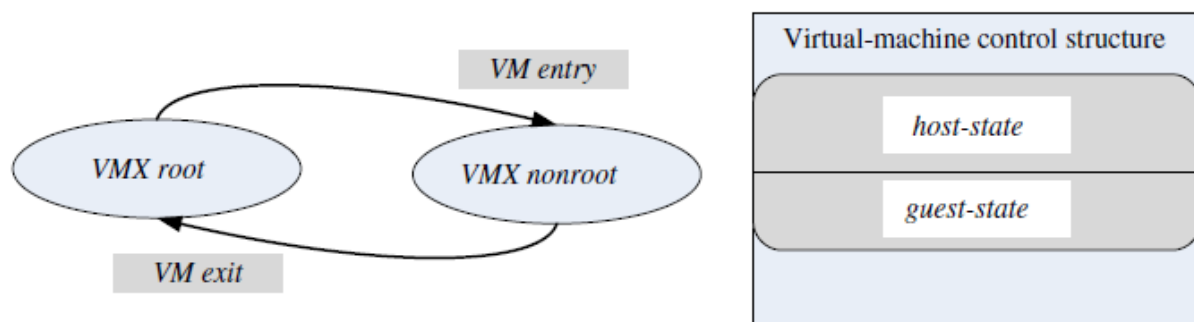 VM entry
VMX root
VMX nonroot
VM exit
Virtual-machine control structure
host-state
guest-state